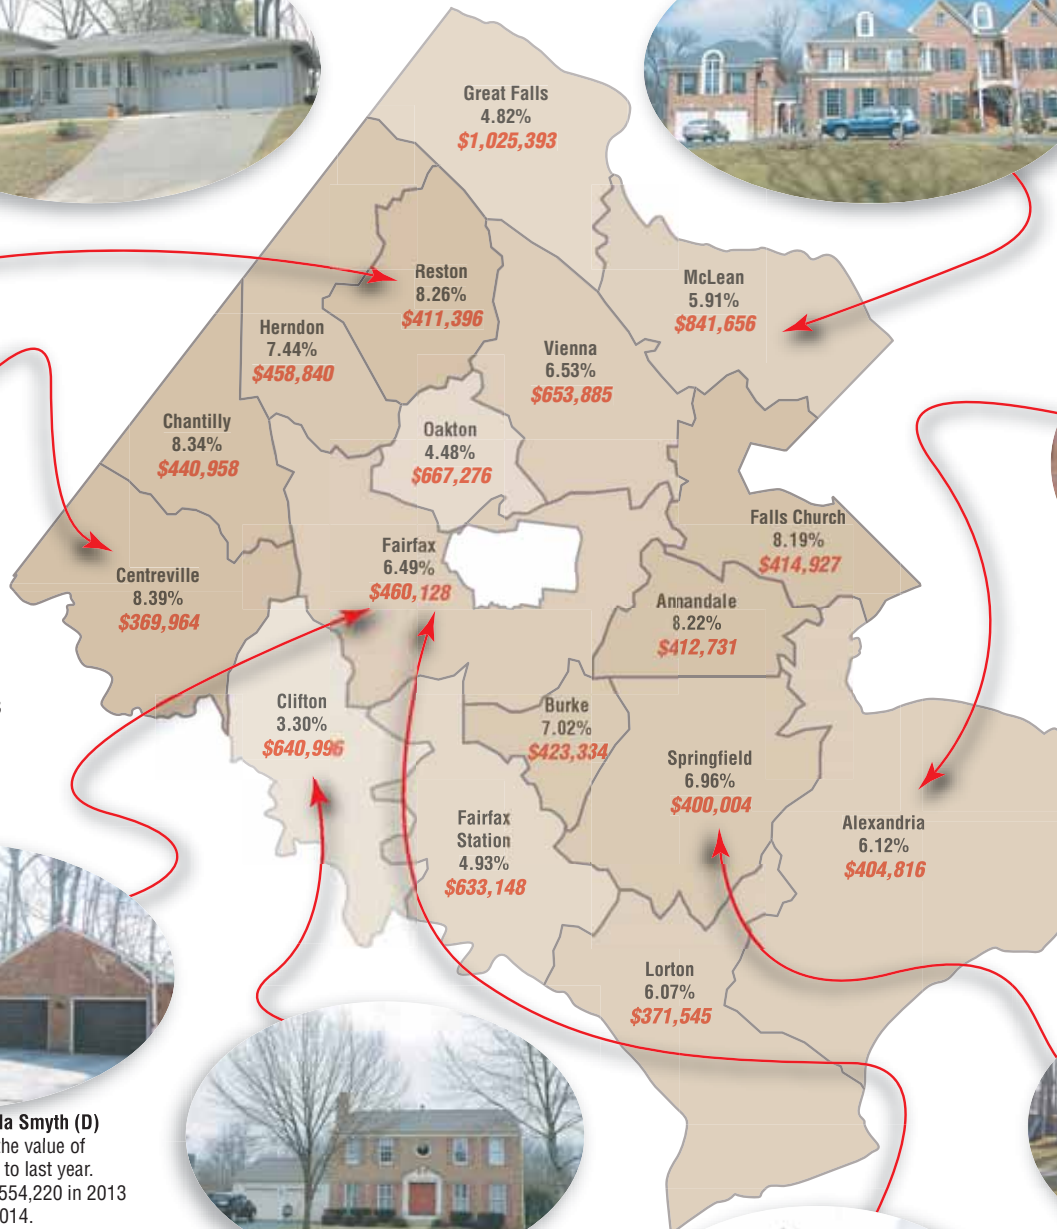 Great Falls
4.82%
$1,025,393
Reston
8.26%
$411,396
McLean
5.91%
$841,656
Herndon
7.44%
$458,840
Vienna
6.53%
$653,885
Chantilly
8.34%
$440,958
Oakton
4.48%
$667,276
Falls Church
8.19%
$414,927
Fairfax
6.49%
$460,128
Centreville
8.39%
$369,964
Annandale
8.22%
$412,731
Clifton
3.30%
$640,996
Burke
7.02%
$423,334
Springfield
6.96%
$400,004
Fairfax
Station
4.93%
$633,148
Alexandria
6.12%
$404,816
Lorton
6.07%
$371,545
da Smyth (D)
the value of
to last year.
554,220 in 2013
014.